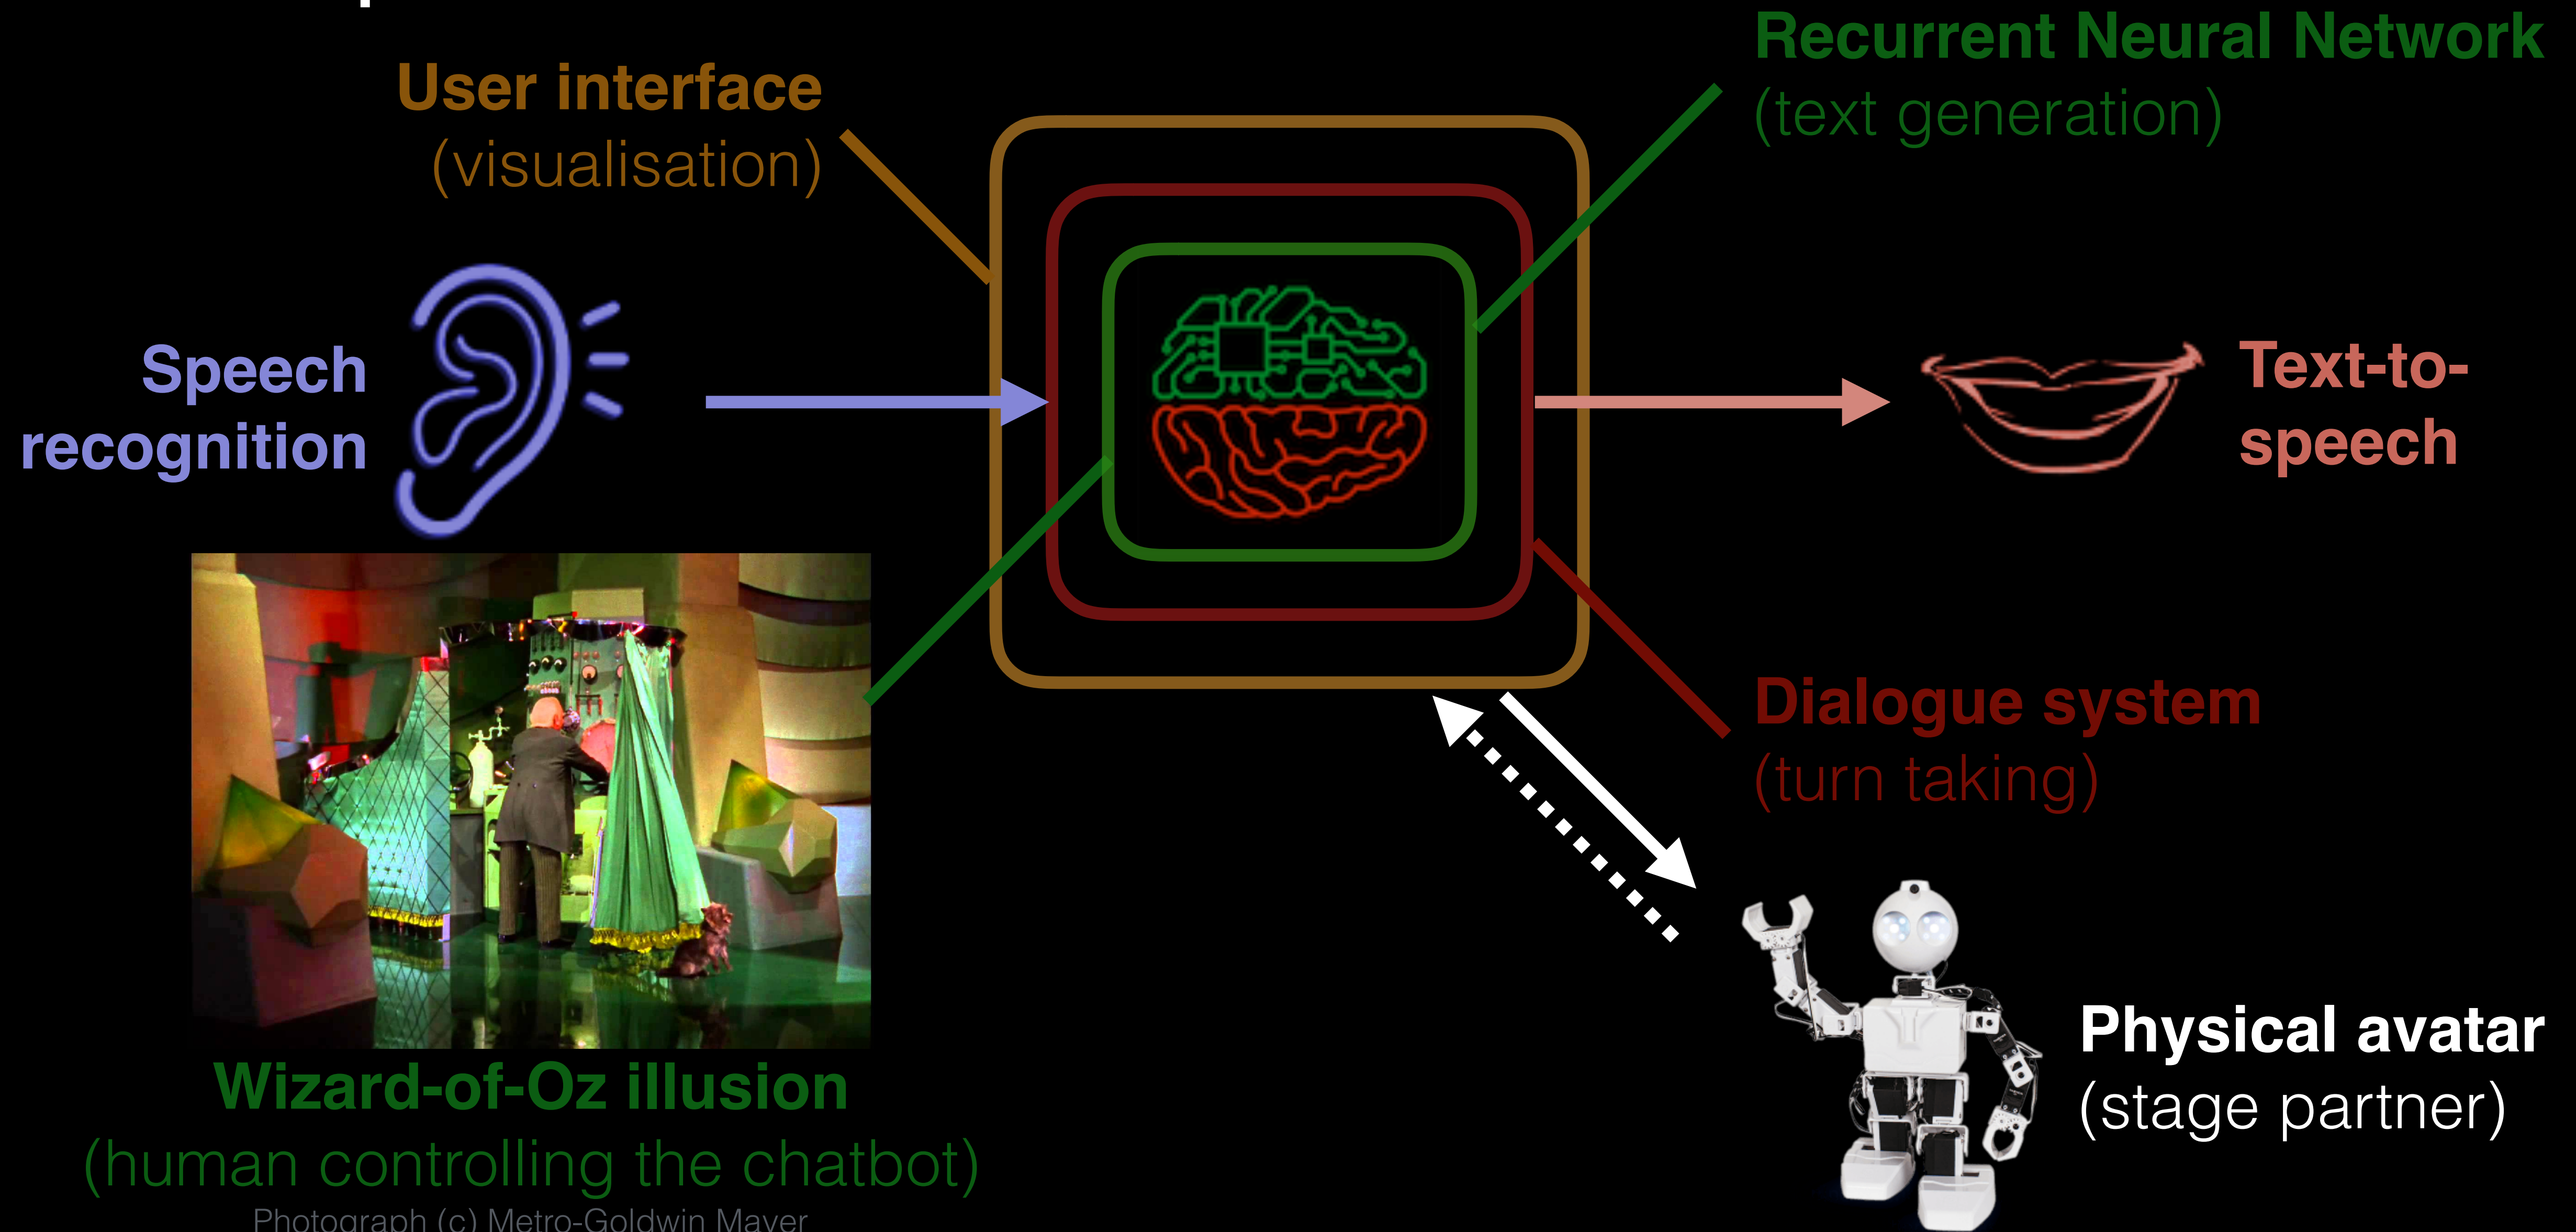 User interface
(visualisation)
Recurrent Neural Network
(text generation)
Speech
recognition
Text-to-
speech
Dialogue system
(turn taking)
Physical avatar
(stage partner)
Wizard-of-Oz illusion
(human controlling the chatbot)
Photograph (c) Metro-Goldwin Mayer